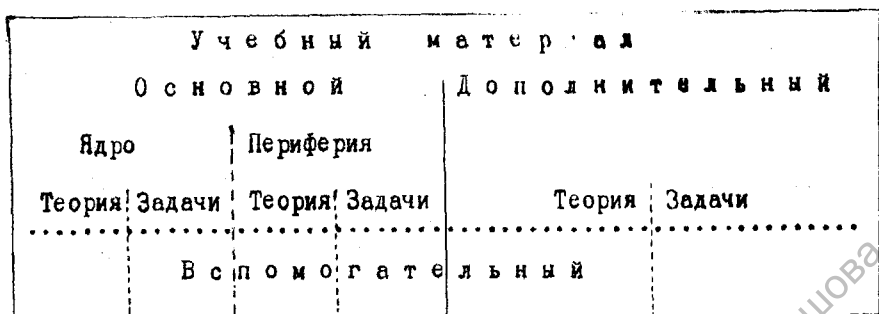 Учебный материал
Основной Дополнительный
Ядро Периферия
Теория Задачи Теория Задачи Теория Задачи
Вспомогательный